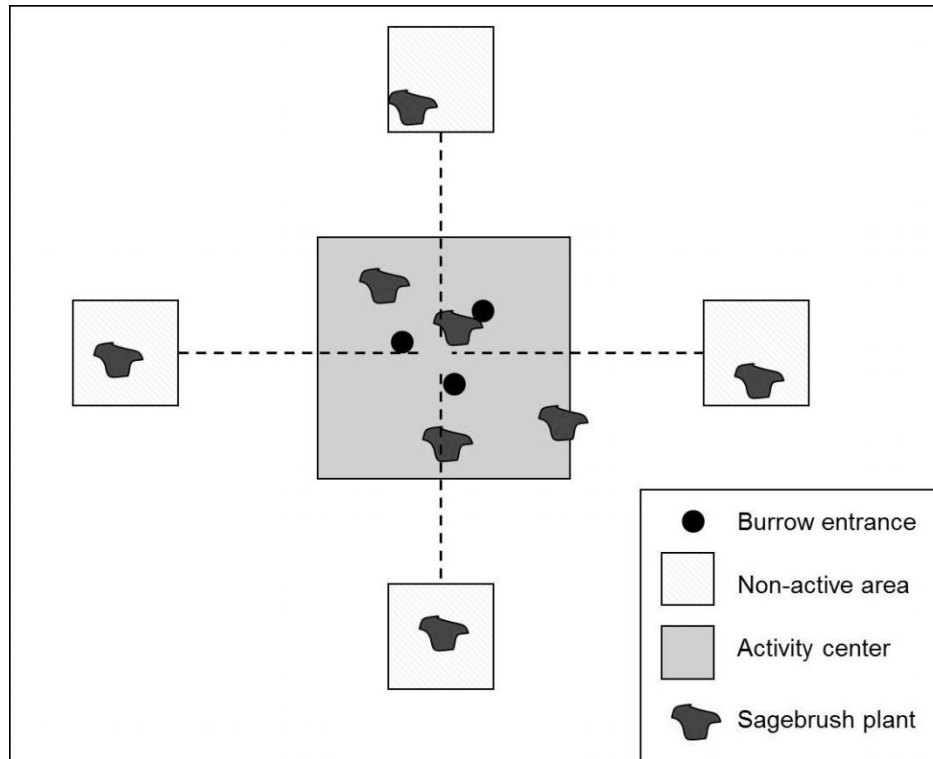 Burrow entrance
Non-active area
Activity center
Sagebrush plant